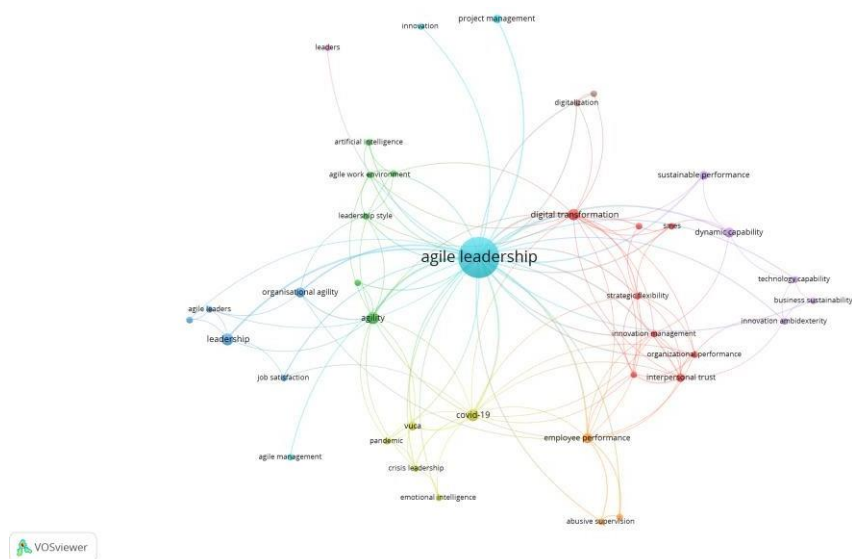 project management
innovation
leaders
digitalization
artificial intelligence
agile work environment
sustainable performance
leadership style
digital transformation
smes
dynamic capability
agile leadership
technology capability
organisational agility
strategic flexibility
business sustainability
agile leaders
agility
innovation ambidexterity
innovation management
leadership
organizational performance
job satisfaction
interpersonal trust
covid-19
vuca
pandemic
employee performance
agile management
crisis leadership
emotional intelligence
abusive supervision
VOSviewer